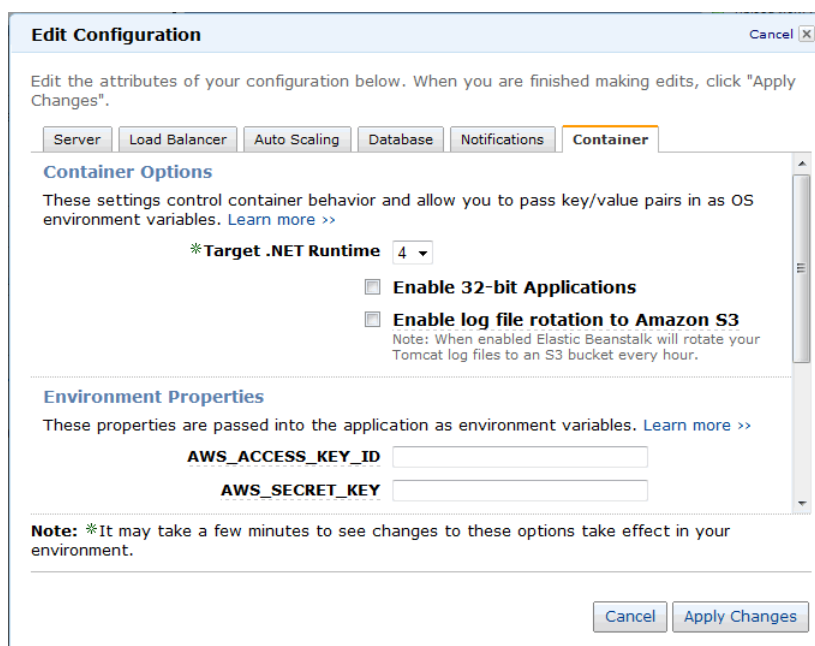 Edit Configuration
Cancel
Edit the attributes of your configuration below. When you are finished making edits, click "Apply
Changes".
Server Load Balancer Auto Scaling Database Notifications Container
Container Options
These settings control container behavior and allow you to pass key/value pairs in as OS
environment variables. Learn more >>
*Target .NET Runtime 4
Enable 32-bit Applications
Enable log file rotation to Amazon S3
Note: When enabled Elastic Beanstalk will rotate your
Tomcat log files to an S3 bucket every hour.
Environment Properties
These properties are passed into the application as environment variables. Learn more >>
AWS_ACCESS_KEY_ID
AWS_SECRET_KEY
Note: *It may take a few minutes to see changes to these options take effect in your
environment.
Cancel Apply Changes